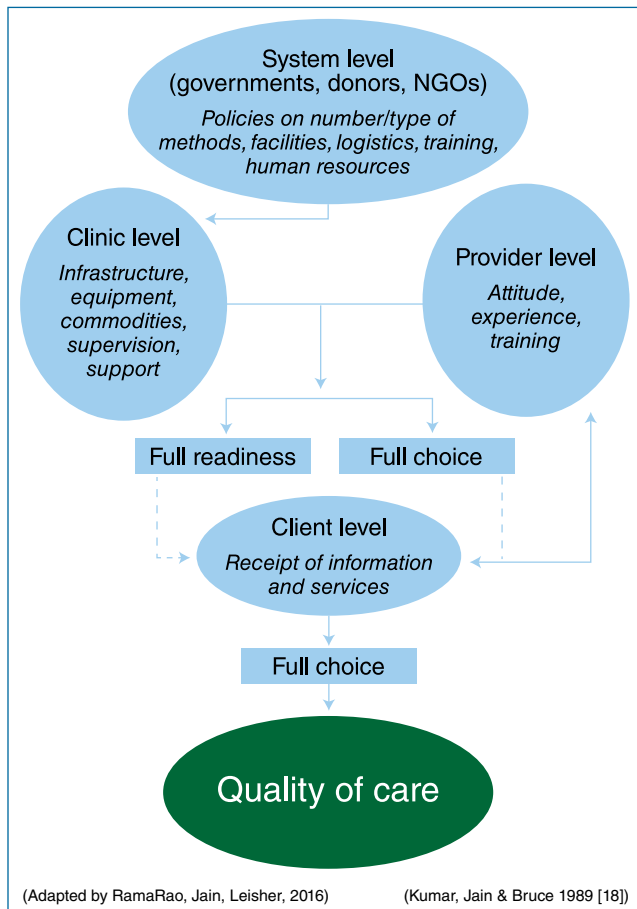 System level
(governments, donors, NGOs)
Policies on number/type of
methods, facilities, logistics, training,
human resources
Clinic level
Infrastructure,
equipment,
commodities,
supervision,
support
Provider level
Attitude,
experience,
training
Full readiness
Full choice
Client level
Receipt of information
and services
Full choice
Quality of care
(Adapted by RamaRao, Jain, Leisher, 2016)
(Kumar, Jain & Bruce 1989 [18])